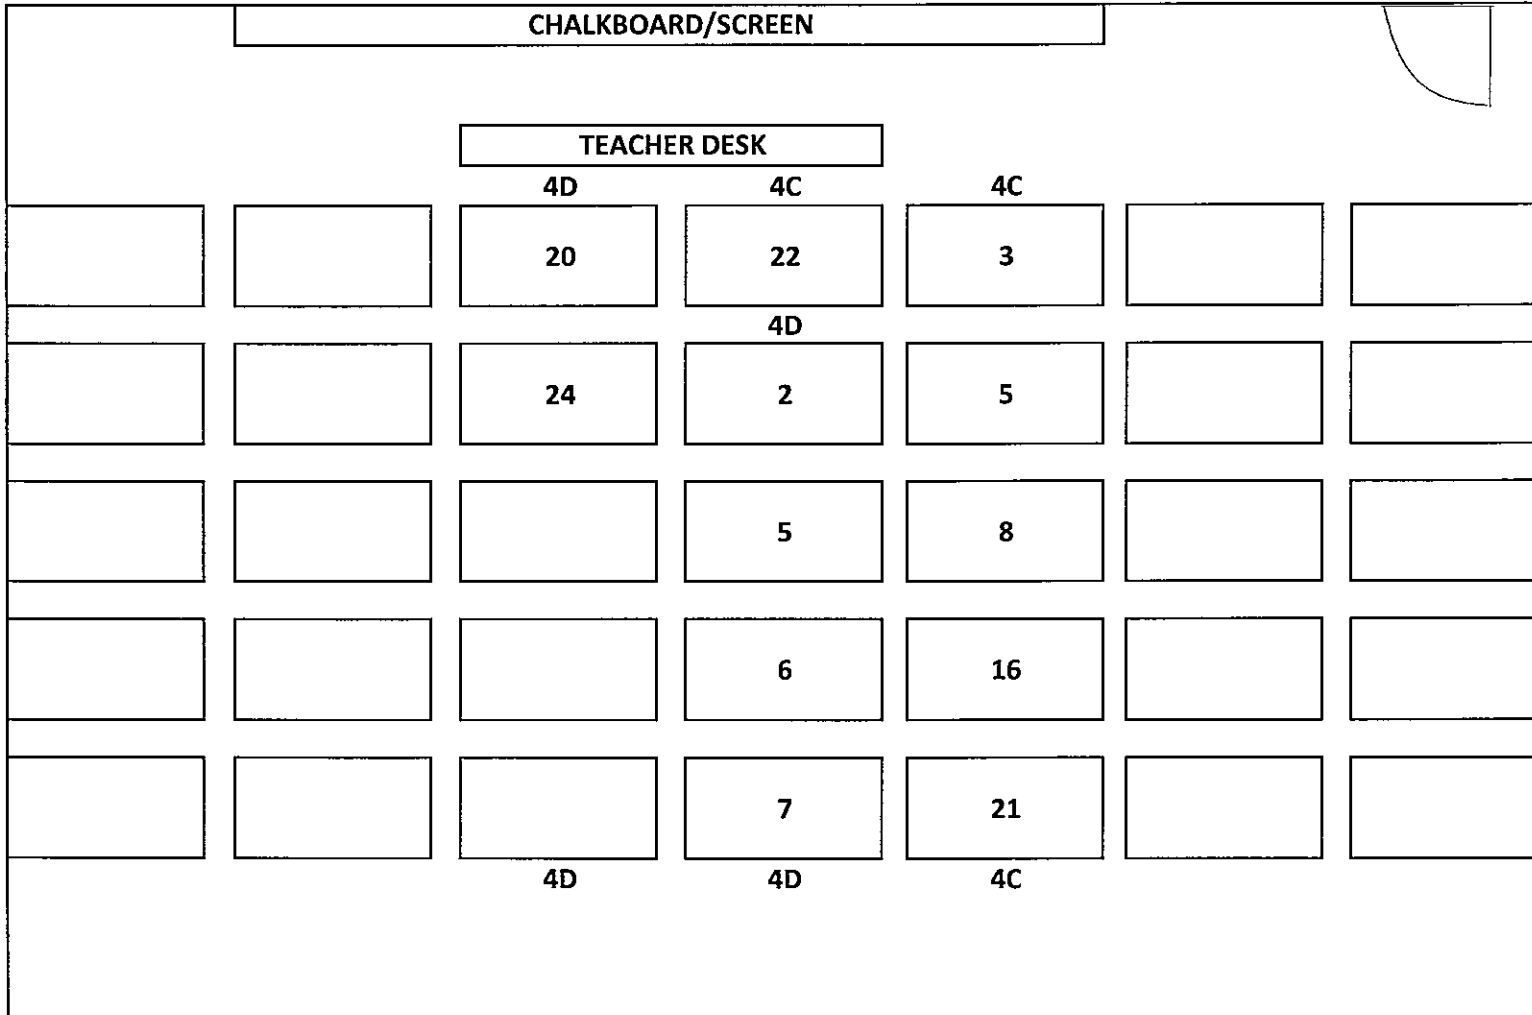 CHALKBOARD/SCREEN
TEACHER DESK
4D 4C 4C
20 22 3
4D
24 2 5
5 8
6 16
7 21
4D 4D 4C